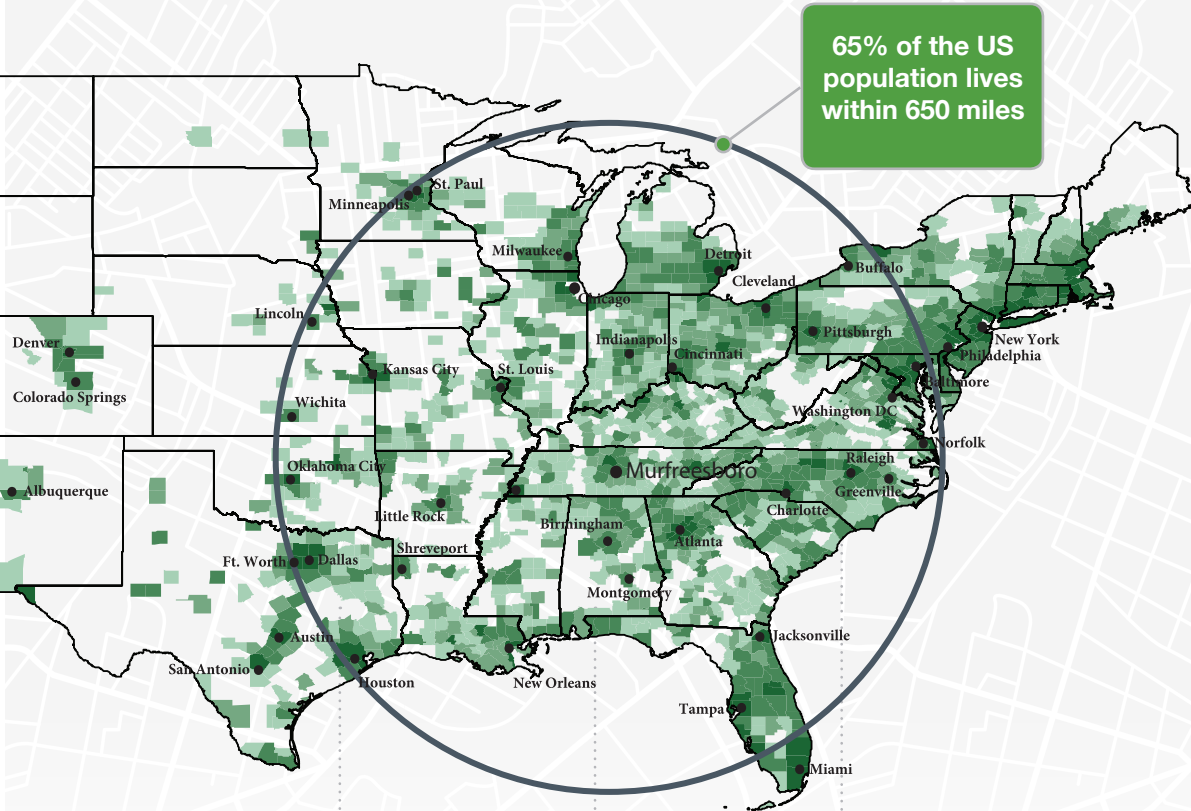 65% of the US
population lives
within 650 miles
St. Paul
Minneapolis
Milwaukee
Detroit
Buffalo
Cleveland
Chicago
Lincoln
Pittsburgh
New York
Denver
Indianapolis
Cincinnati
Philadelphia
Kansas City
St. Louis
Baltimore
Colorado Springs
Wichita
Washington DC
Norfolk
Raleigh
Oklahoma City
Murfreesboro
Albuquerque
Greenville
Little Rock
Charlotte
Birmingham
Atlanta
Shreveport
Ft. Worth
Dallas
Montgomery
Austin
Jacksonville
San Antonio
Houston
New Orleans
Tampa
Miami